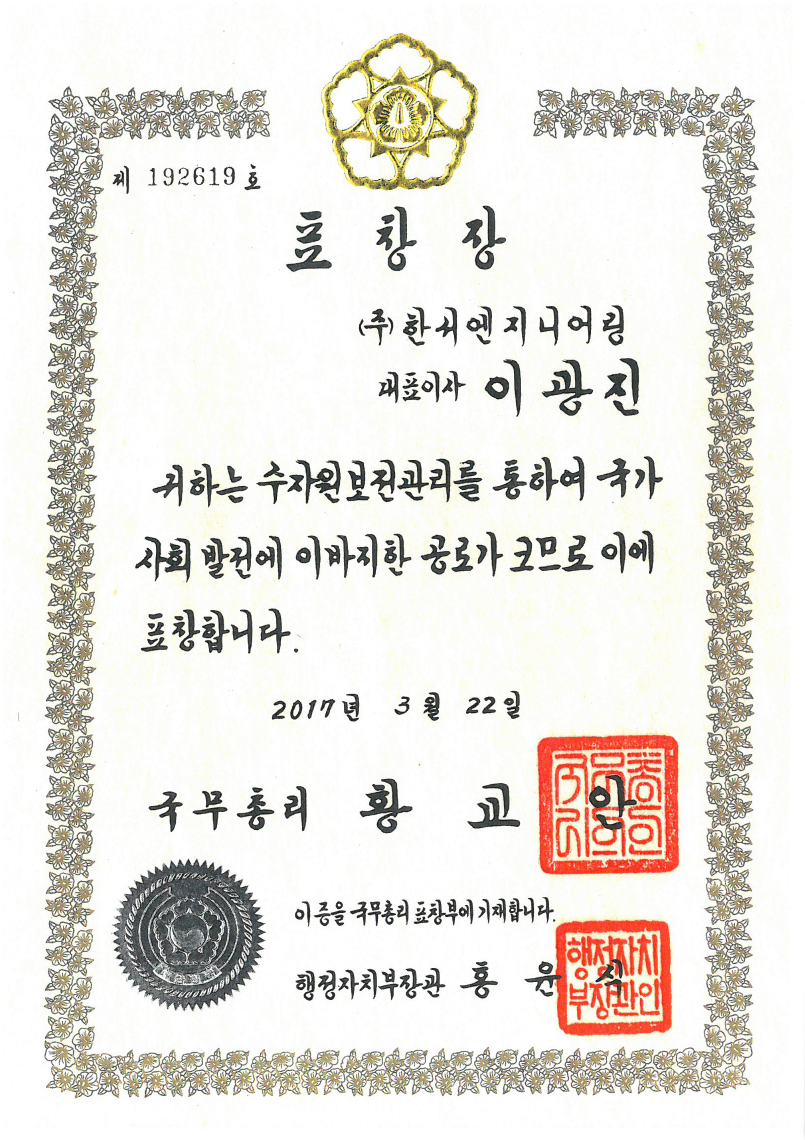 제 192619 호
표 창 장
(주)한서엔지니어링
대표이사 이 광 진
귀하는 수자원보전관리를 통하여 국가
사회 발전에 이바지한 공로가 크므로 이에
표창합니다.
2017년 3월 22일
국무총리 황 교 안
이 증을 국무총리 표창부에 기재합니다.
행정자치부장관 홍 윤 식
행정자치
부장관인